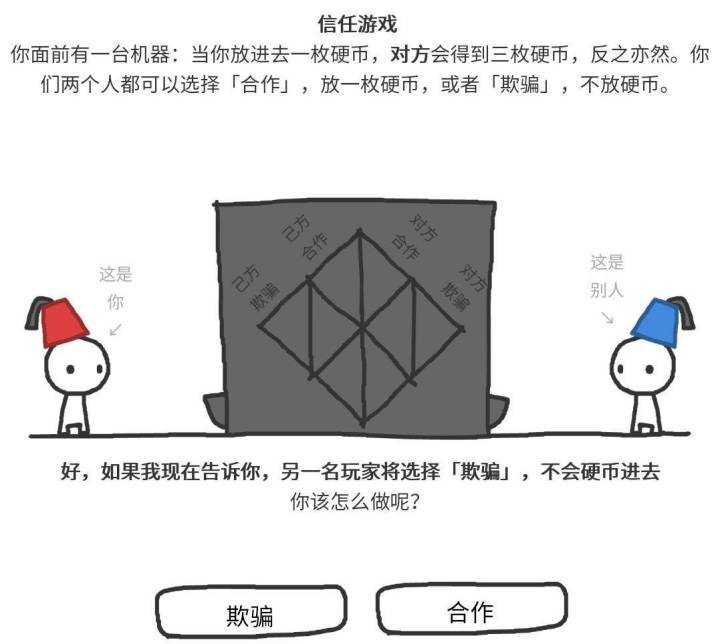 信任游戏
你面前有一台机器：当你放进去一枚硬币，对方会得到三枚硬币，反之亦然。你
们两个人都可以选择「合作」，放一枚硬币，或者「欺骗」，不放硬币。
己方
合作
对方
合作
己方
欺骗
对方
欺骗
这是
你
这是
别人
好，如果我现在告诉你，另一名玩家将选择「欺骗」，不会硬币进去
你该怎么做呢？
欺骗
合作